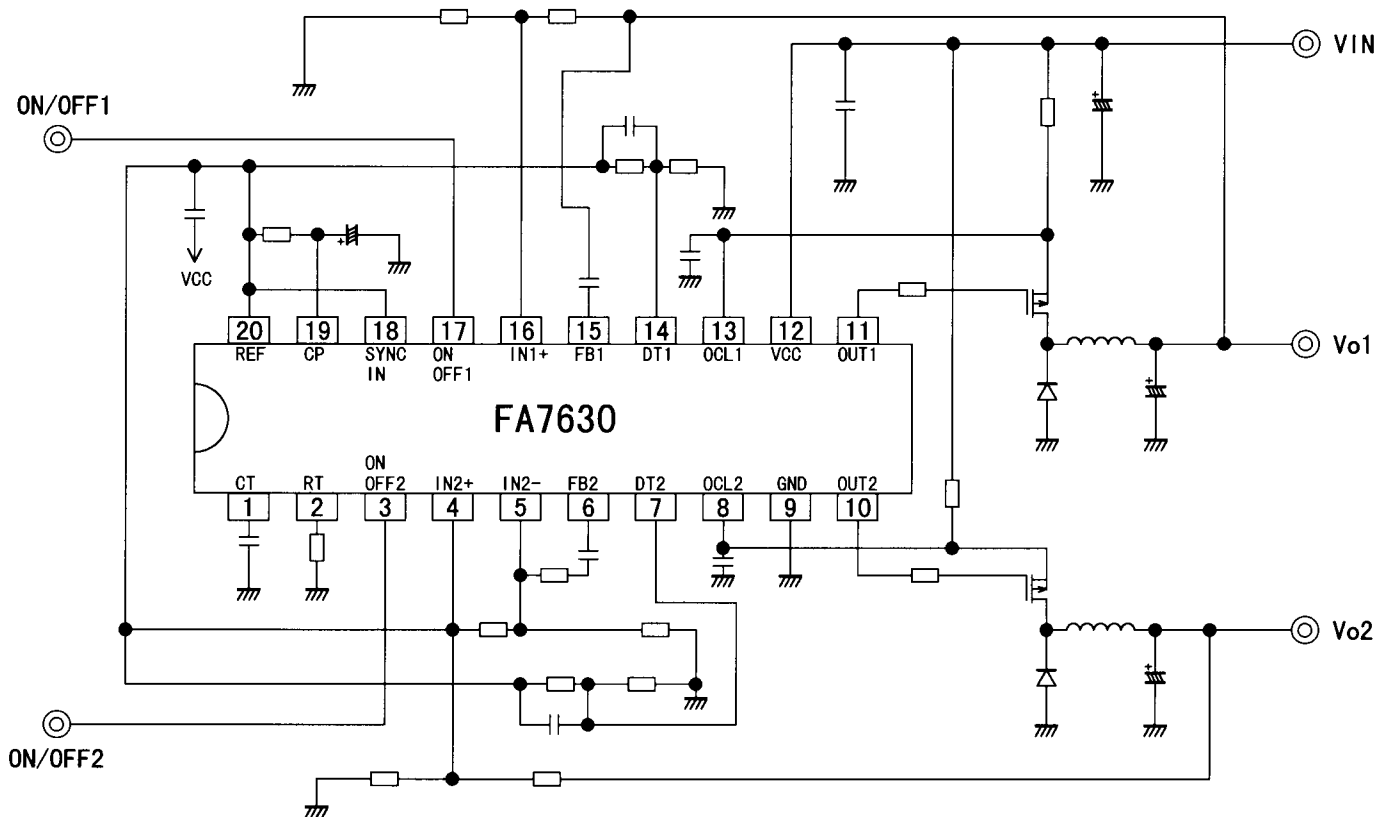 VIN
ON/OFF1
VCC
20 19 18 17 16 15 14 13 12 11
REF CP SYNC IN ON OFF1 IN1+ FB1 DT1 OCL1 VCC OUT1
Vo1
FA7630
CT RT ON OFF2 IN2+ IN2- FB2 DT2 OCL2 GND OUT2
1 2 3 4 5 6 7 8 9 10
+
+
+
+
Vo2
ON/OFF2